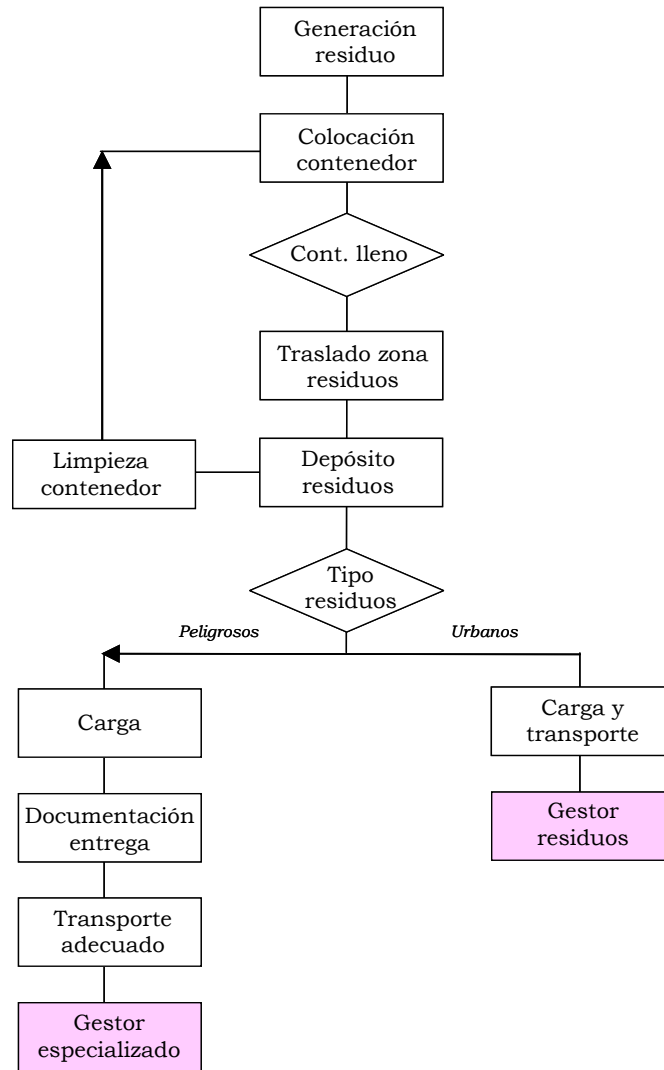 Generación
residuo
Colocación
contenedor
Cont. lleno
Traslado zona
residuos
Limpieza
contenedor
Depósito
residuos
Tipo
residuos
Peligrosos
Urbanos
Carga
Carga y
transporte
Documentación
entrega
Gestor
residuos
Transporte
adecuado
Gestor
especializado